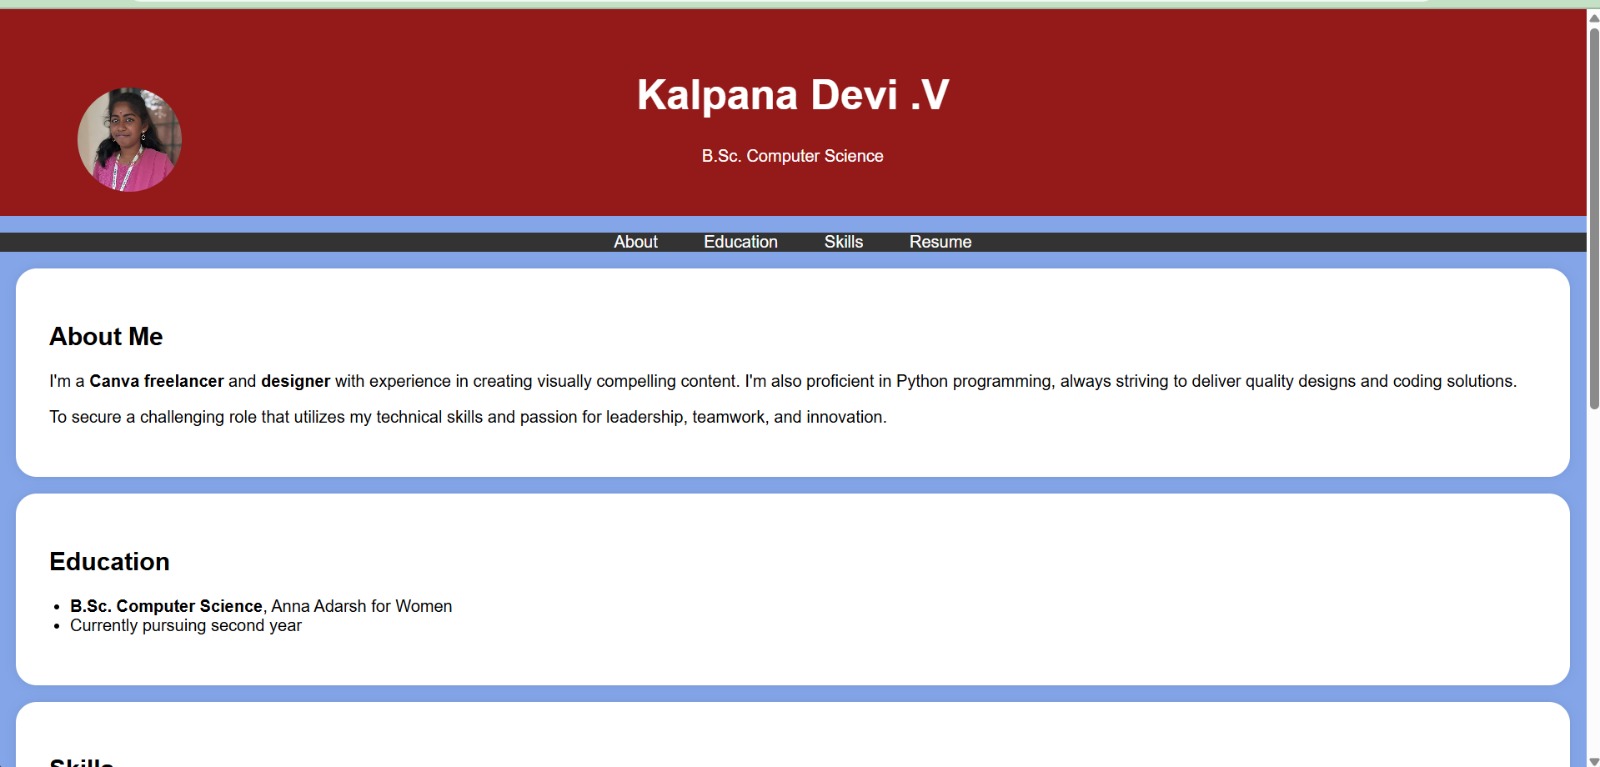 Kalpana Devi .V
B.Sc. Computer Science
About Education Skills Resume
About Me
I'm a Canva freelancer and designer with experience in creating visually compelling content. I'm also proficient in Python programming, always striving to deliver quality designs and coding solutions.
To secure a challenging role that utilizes my technical skills and passion for leadership, teamwork, and innovation.
Education
• B.Sc. Computer Science, Anna Adarsh for Women
• Currently pursuing second year
Skills